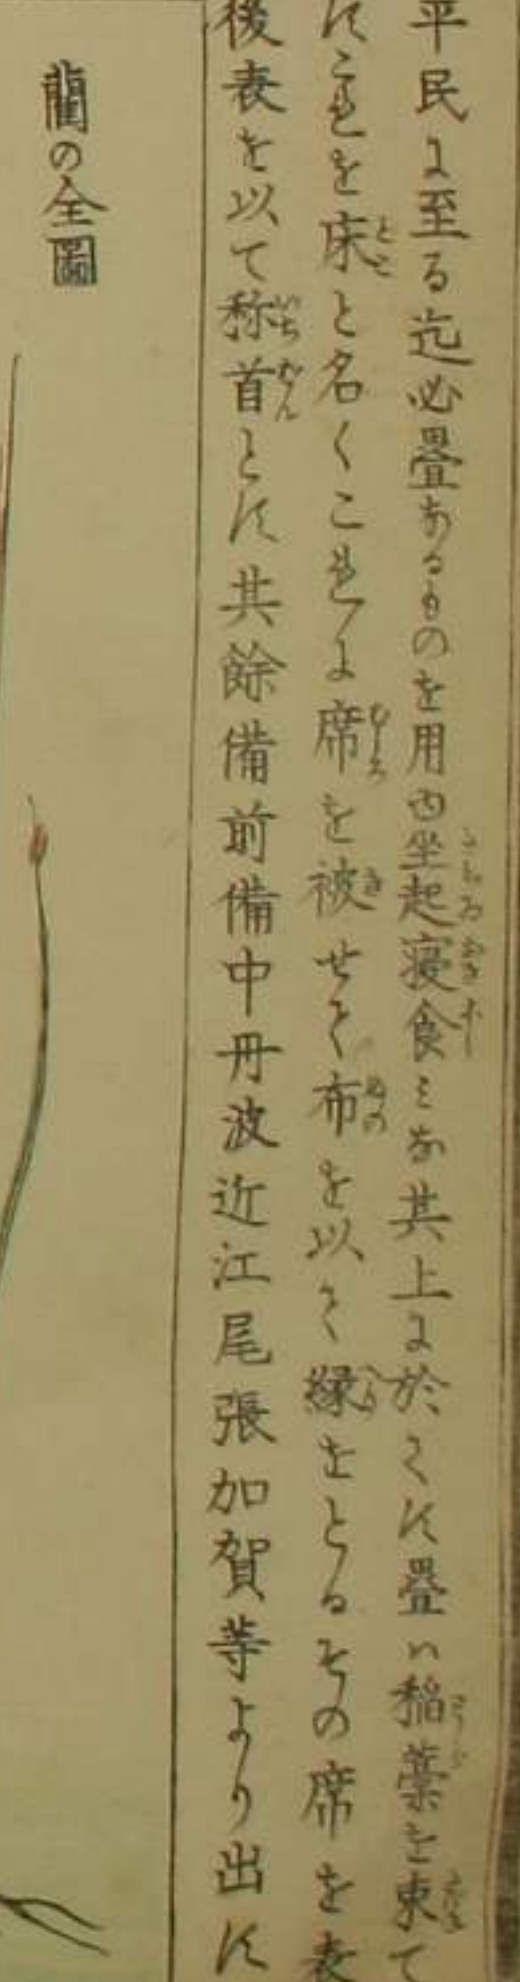 平民に至る迄必畳あるものを用ゆ坐起寝食みな其上に於てす畳ハ稲藁を束て
これを床と名くこれに席を被せて布を以て縁をとるその席を表
後表を以て称首とす其餘備前備中丹波近江尾張加賀等より出す
藺の全圖